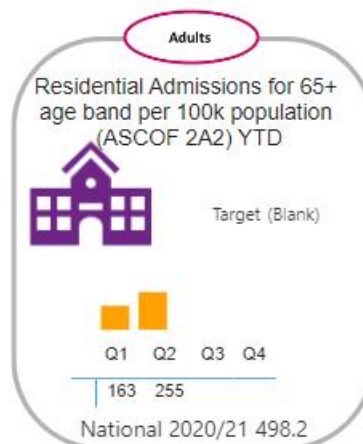 Adults
Residential Admissions for 65+
age band per 100k population
(ASCOF 2A2) YTD
Target (Blank)
Q1 Q2 Q3 Q4
163 255
National 2020/21 498.2